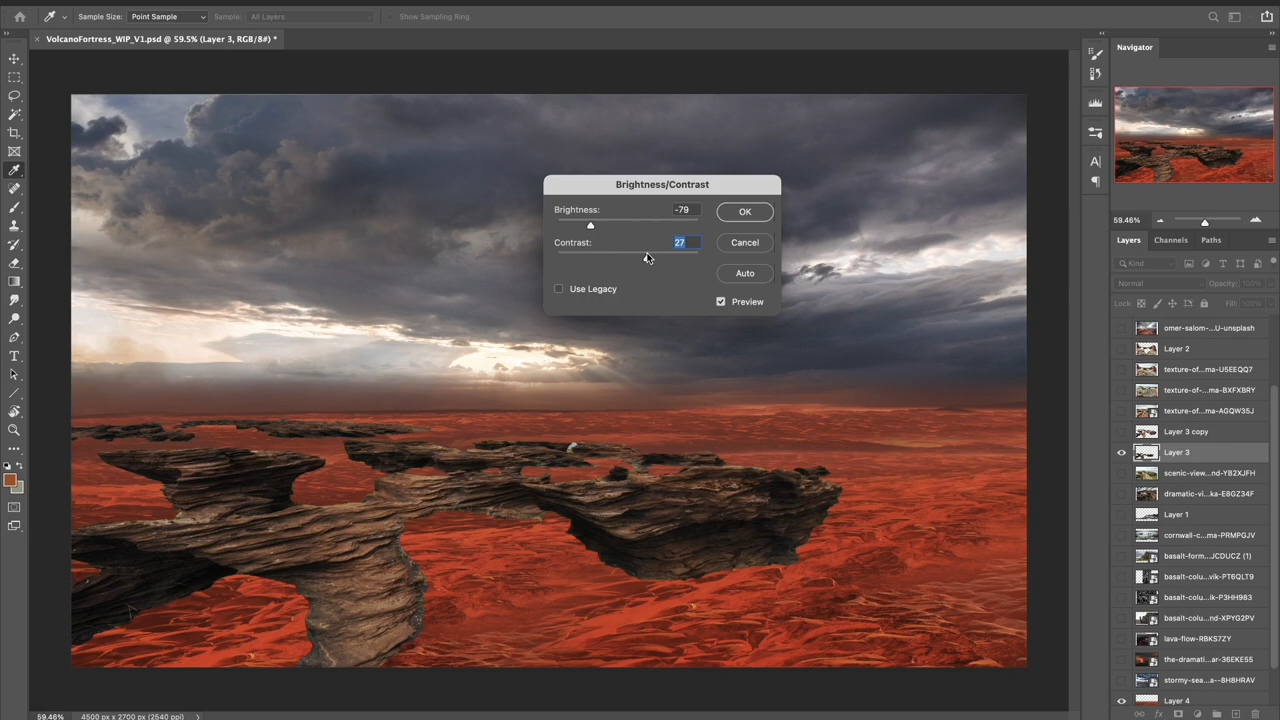 Sample Size: Point Sample Sample: All Layers Show Sampling Ring
× VolcanoFortress_WIP_V1.psd @ 59.5% (Layer 3, RGB/8#) *
Brightness/Contrast
Brightness: -79
OK
Contrast: 27
Cancel
Auto
Use Legacy
Preview
Navigator
59.46%
Layers Channels Paths
Kind
Normal Opacity: 100%
Lock: Fill: 100%
omer-salom-...U-unsplash
Layer 2
texture-of...ma-U5EEQQ7
texture-of-...ma-BXFXBRY
texture-of...ma-AGQW35J
Layer 3 copy
Layer 3
scenic-view...nd-YB2XJFH
dramatic-vi...ka-E8GZ34F
Layer 1
cornwall-c...ma-PRMPGJV
basalt-form...JCDUCZ (1)
basalt-colu...vik-PT6QLT9
basalt-colu...ik-P3HH983
basalt-colu...nd-XPYG2PV
lava-flow-RBKS7ZY
the-dramati...ar-36EKE55
stormy-sea...a--8H8HRAV
Layer 4
59.46% 4500 px x 2700 px (2540 ppi)